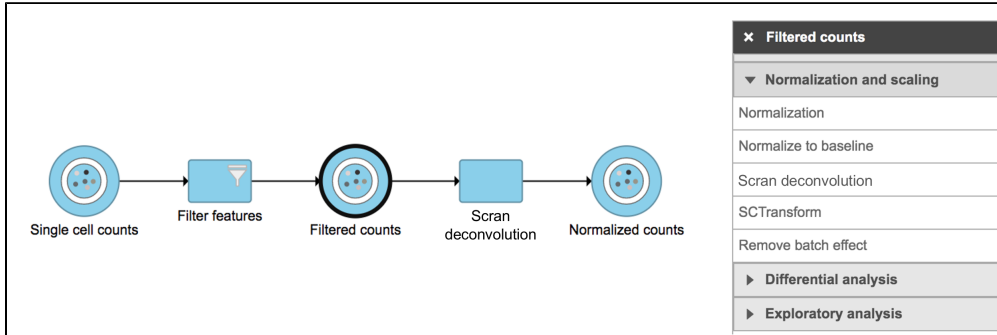 Single cell counts
Filter features
Filtered counts
Scran
deconvolution
Normalized counts
Filtered counts
Normalization and scaling
Normalization
Normalize to baseline
Scran deconvolution
SCTransform
Remove batch effect
Differential analysis
Exploratory analysis